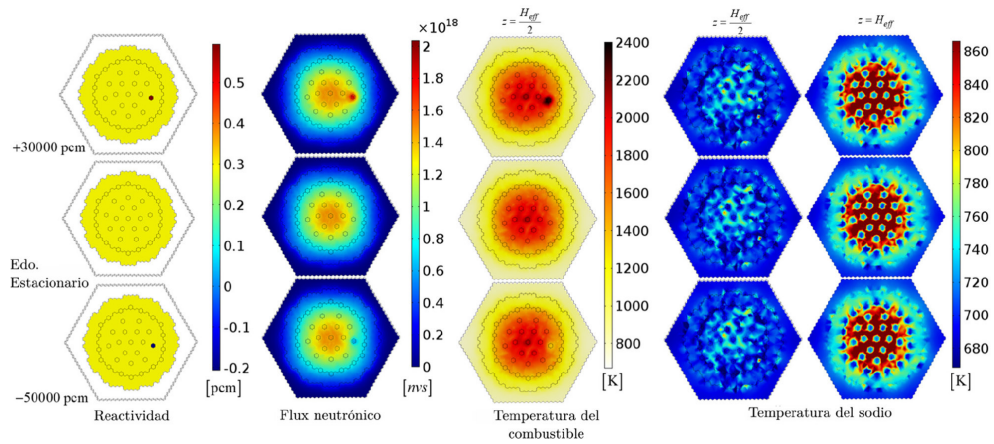 ×10¹⁸
z = H_eff / 2
z = H_eff / 2
z = H_eff
0.5
0.4
0.3
0.2
0.1
0
-0.1
-0.2
[pcm]
2
1.8
1.6
1.4
1.2
1
0.8
0.6
0.4
0.2
0
[nvs]
2400
2200
2000
1800
1600
1400
1200
1000
800
[K]
860
840
820
800
780
760
740
720
700
680
[K]
+30000 pcm
Edo.
Estacionario
−50000 pcm
Reactividad
Flux neutrónico
Temperatura del
combustible
Temperatura del sodio